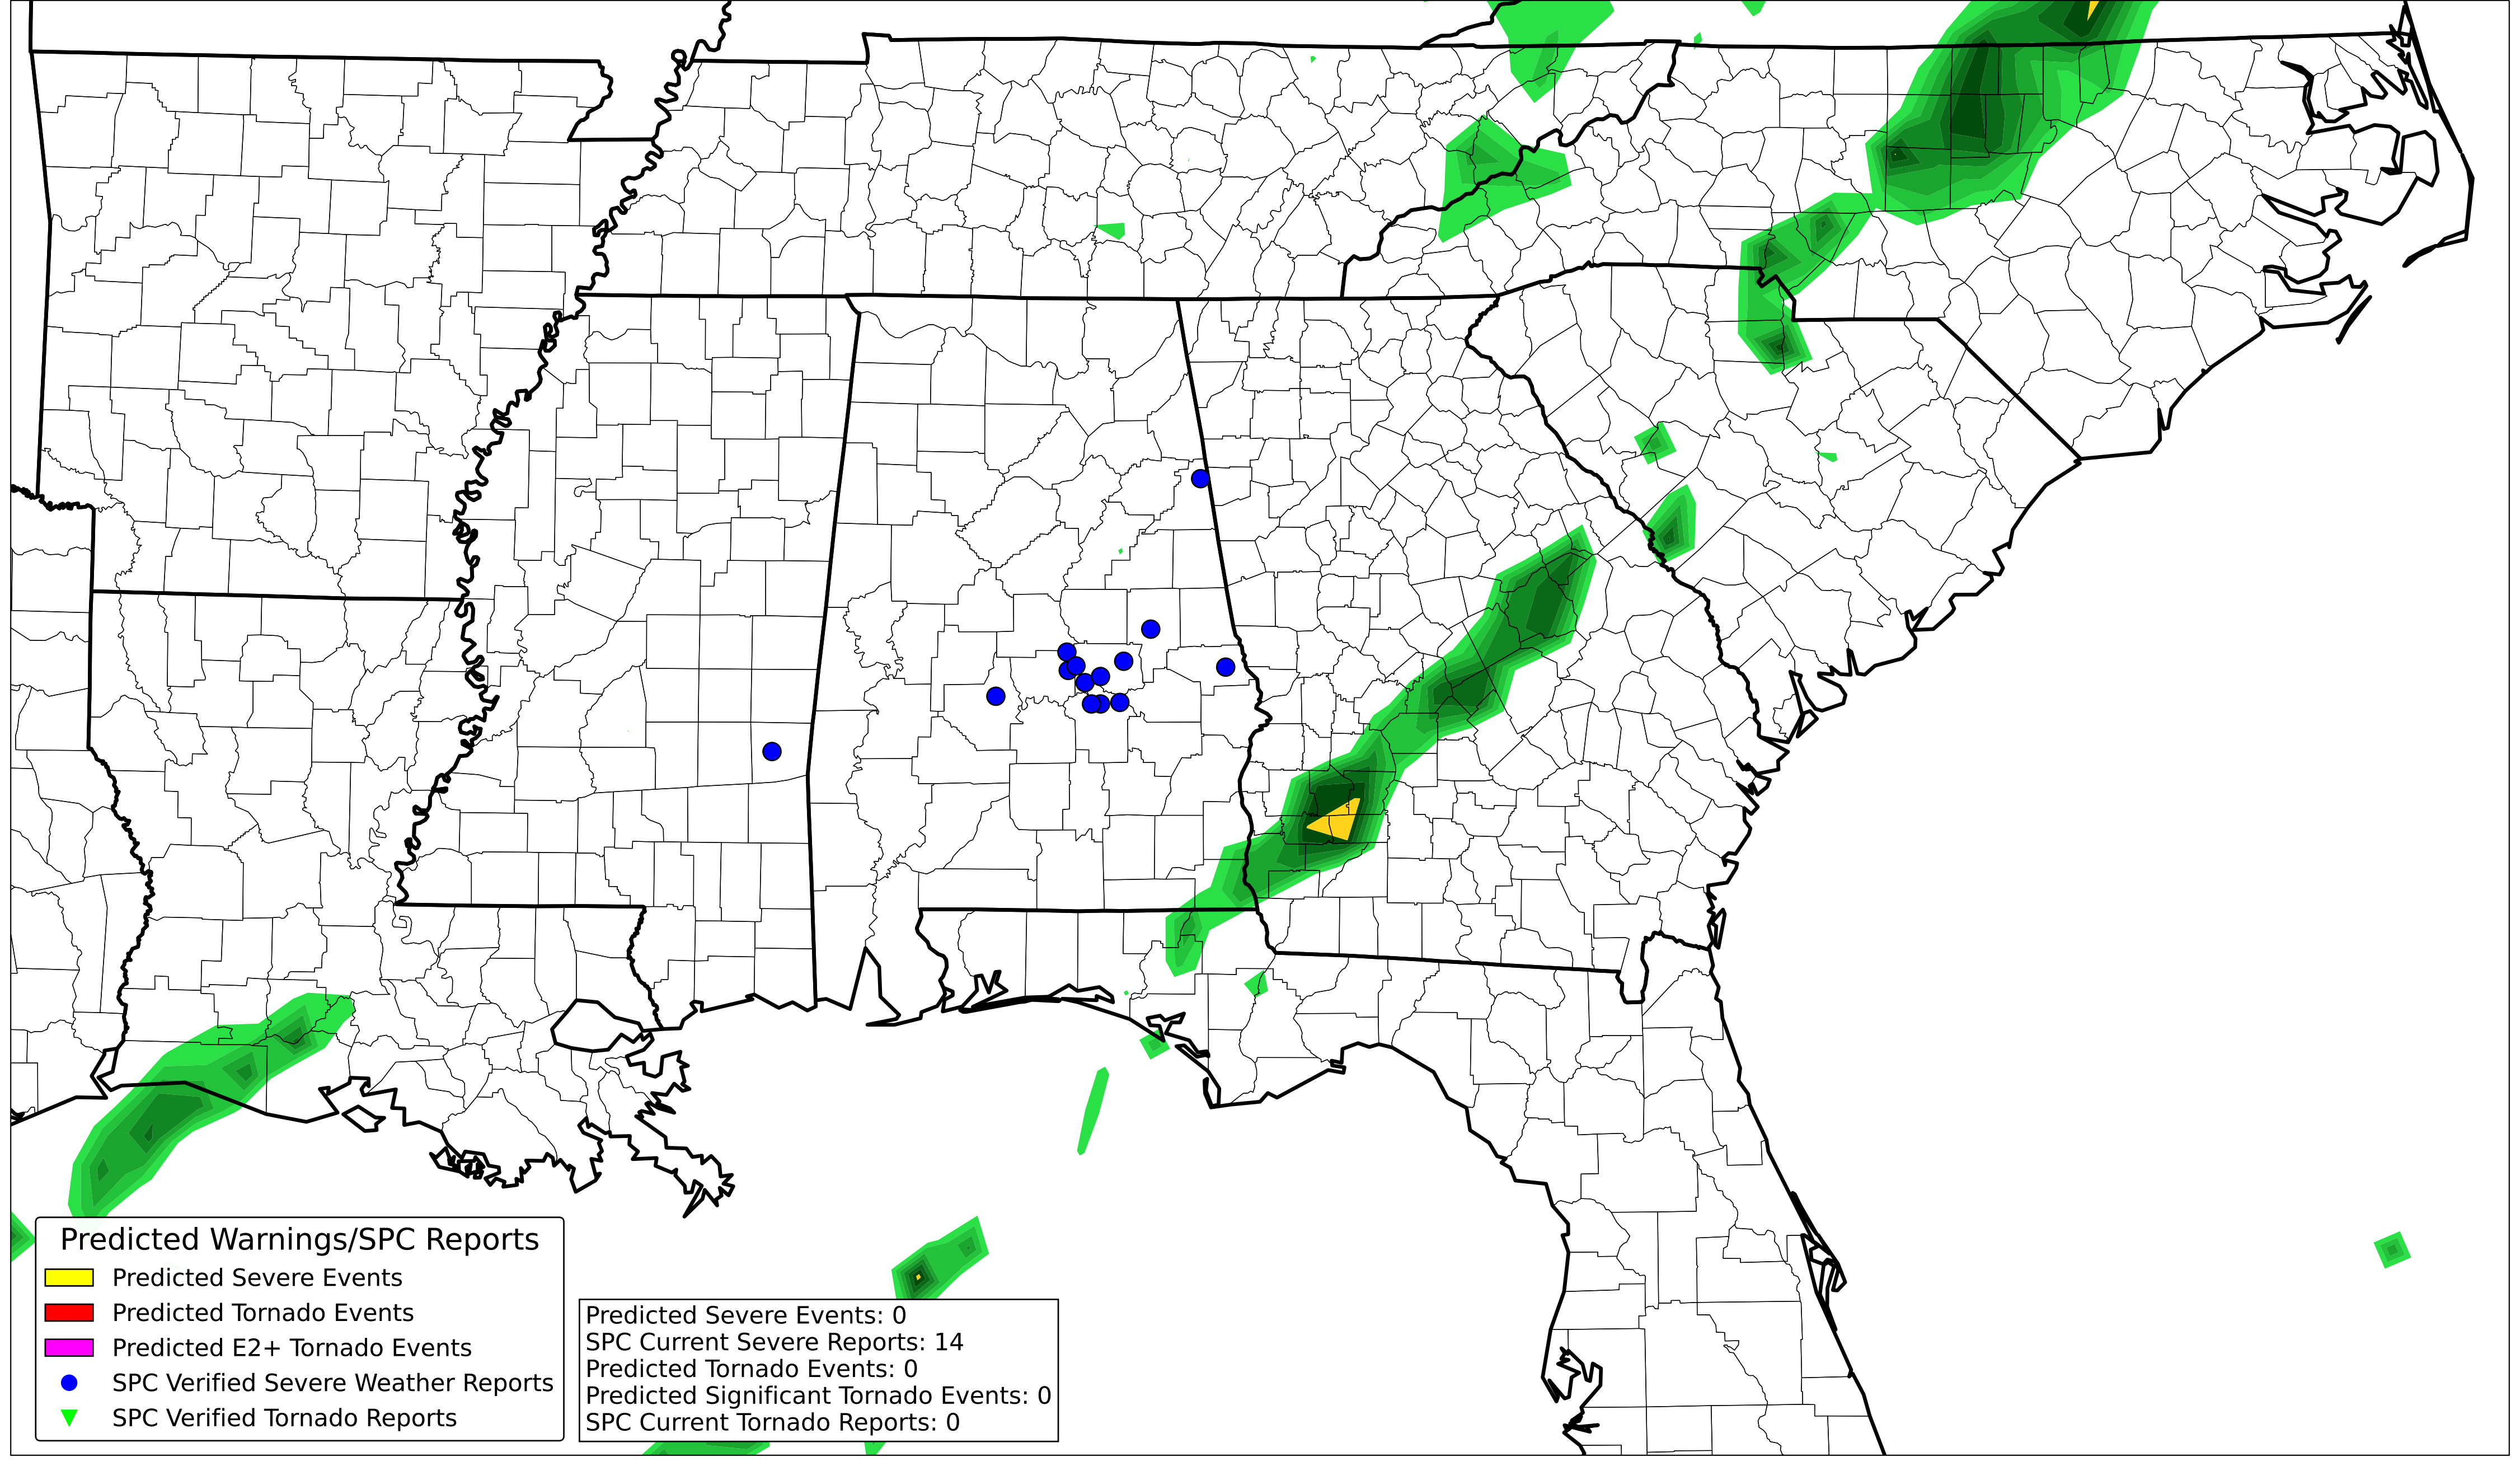 Predicted Warnings/SPC Reports
Predicted Severe Events
Predicted Tornado Events
Predicted E2+ Tornado Events
SPC Verified Severe Weather Reports
SPC Verified Tornado Reports
Predicted Severe Events: 0
SPC Current Severe Reports: 14
Predicted Tornado Events: 0
Predicted Significant Tornado Events: 0
SPC Current Tornado Reports: 0